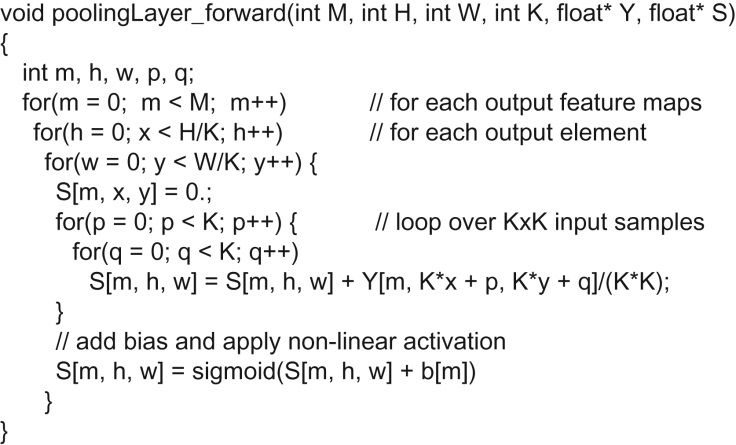 void poolingLayer_forward(int M, int H, int W, int K, float* Y, float* S)
{
int m, h, w, p, q;
for(m = 0; m < M; m++) // for each output feature maps
for(h = 0; x < H/K; h++) // for each output element
for(w = 0; y < W/K; y++) {
S[m, x, y] = 0.;
for(p = 0; p < K; p++) { // loop over KxK input samples
for(q = 0; q < K; q++)
S[m, h, w] = S[m, h, w] + Y[m, K*x + p, K*y + q]/(K*K);
}
// add bias and apply non-linear activation
S[m, h, w] = sigmoid(S[m, h, w] + b[m])
}
}